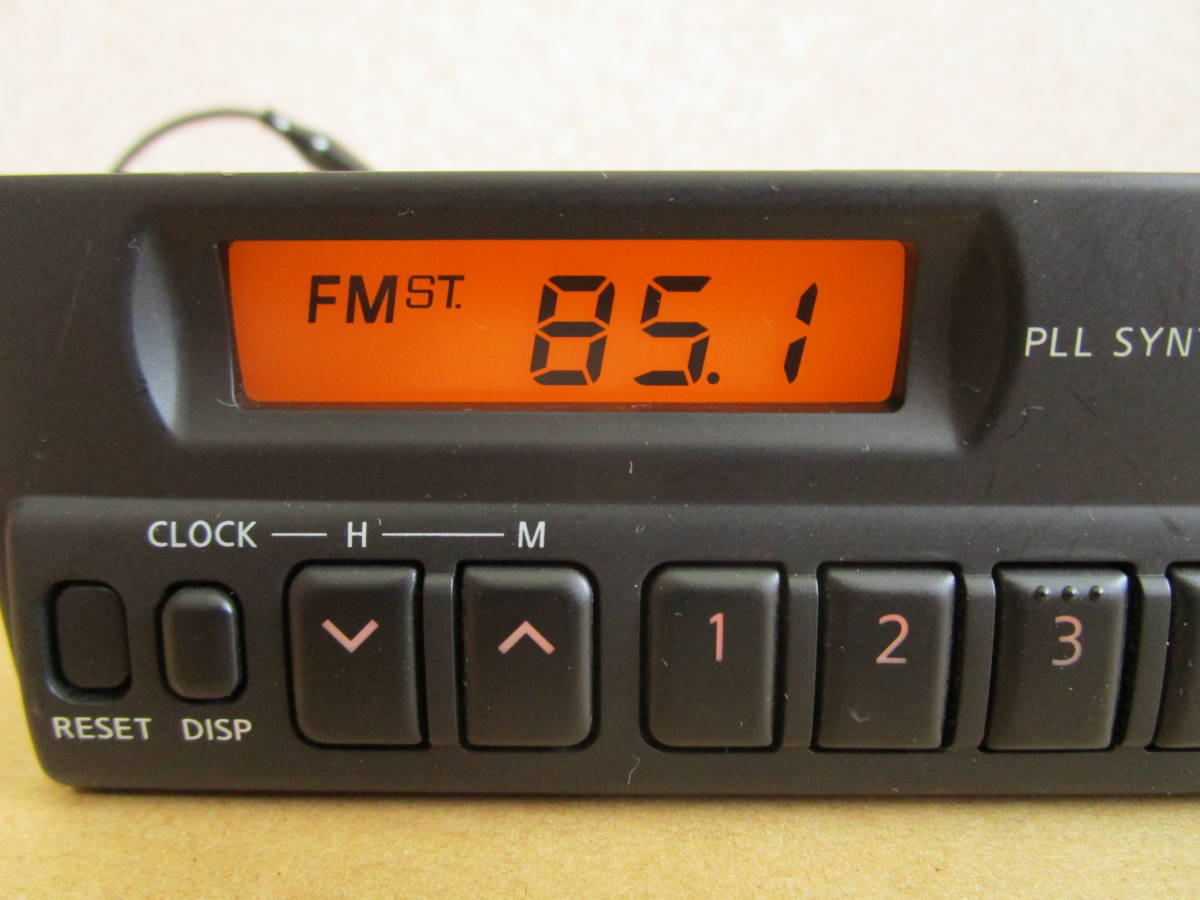 FM ST. 85.1
PLL SYNT
CLOCK H M
1 2 3
RESET DISP